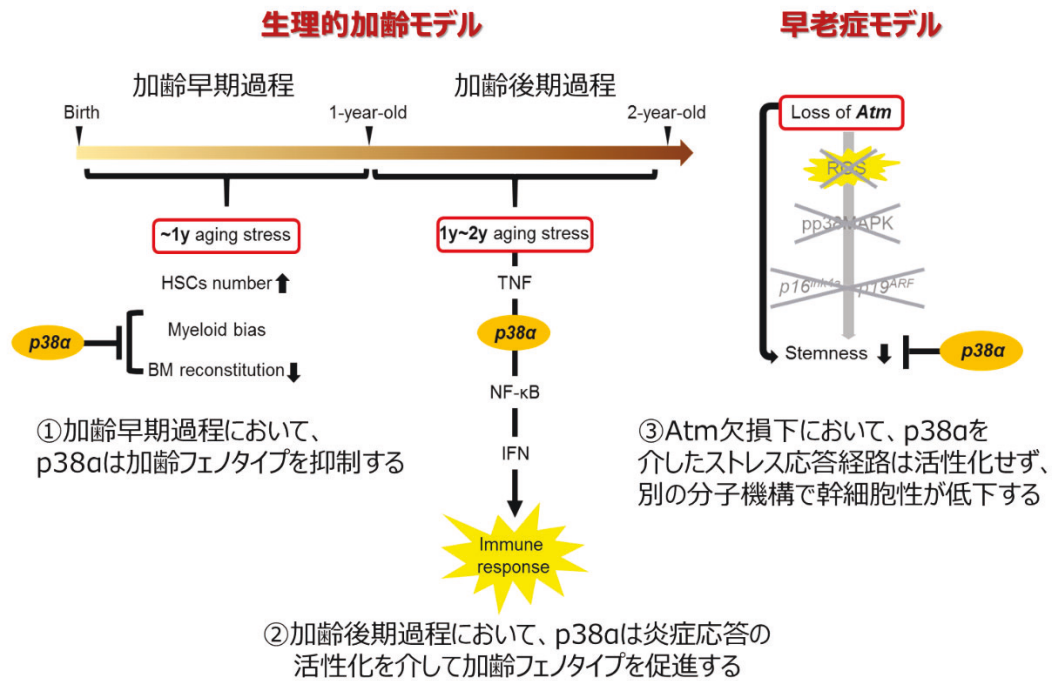 生理的加齢モデル
早老症モデル
加齢早期過程
加齢後期過程
Birth
1-year-old
2-year-old
~1y aging stress
1y~2y aging stress
HSCs number
Myeloid bias
BM reconstitution
p38α
TNF
p38α
NF-κB
IFN
Immune
response
Loss of Atm
ROS
pp38MAPK
p16ink4a
p19ARF
Stemness
p38α
①加齢早期過程において、
p38αは加齢フェノタイプを抑制する
②加齢後期過程において、p38αは炎症応答の
活性化を介して加齢フェノタイプを促進する
③Atm欠損下において、p38αを
介したストレス応答経路は活性化せず、
別の分子機構で幹細胞性が低下する